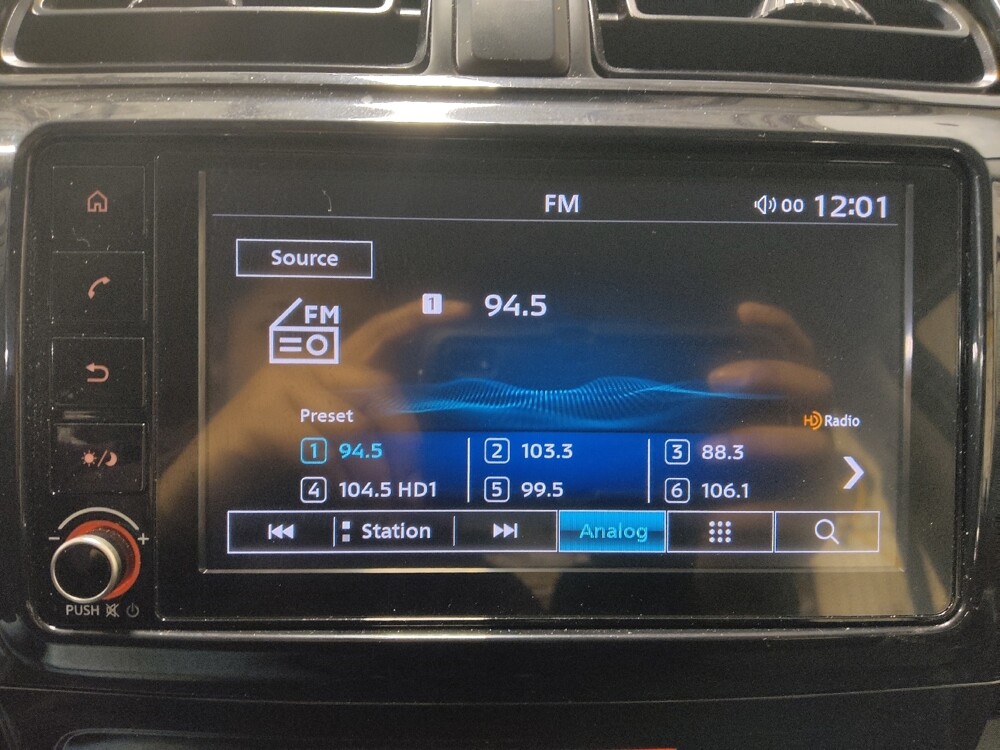 FM 00 12:01
Source
FM
1 94.5
Preset
HD Radio
1 94.5 2 103.3 3 88.3
4 104.5 HD1 5 99.5 6 106.1
Station Analog
- +
PUSH